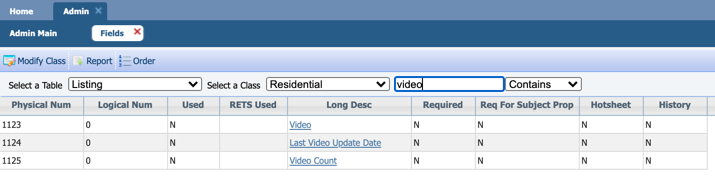 Home Admin
Admin Main Fields
Modify Class Report Order
Select a Table Listing Select a Class Residential video Contains
Physical Num Logical Num Used RETS Used Long Desc Required Req For Subject Prop Hotsheet History
1123 0 N Video N N N N
1124 0 N Last Video Update Date N N N N
1125 0 N Video Count N N N N